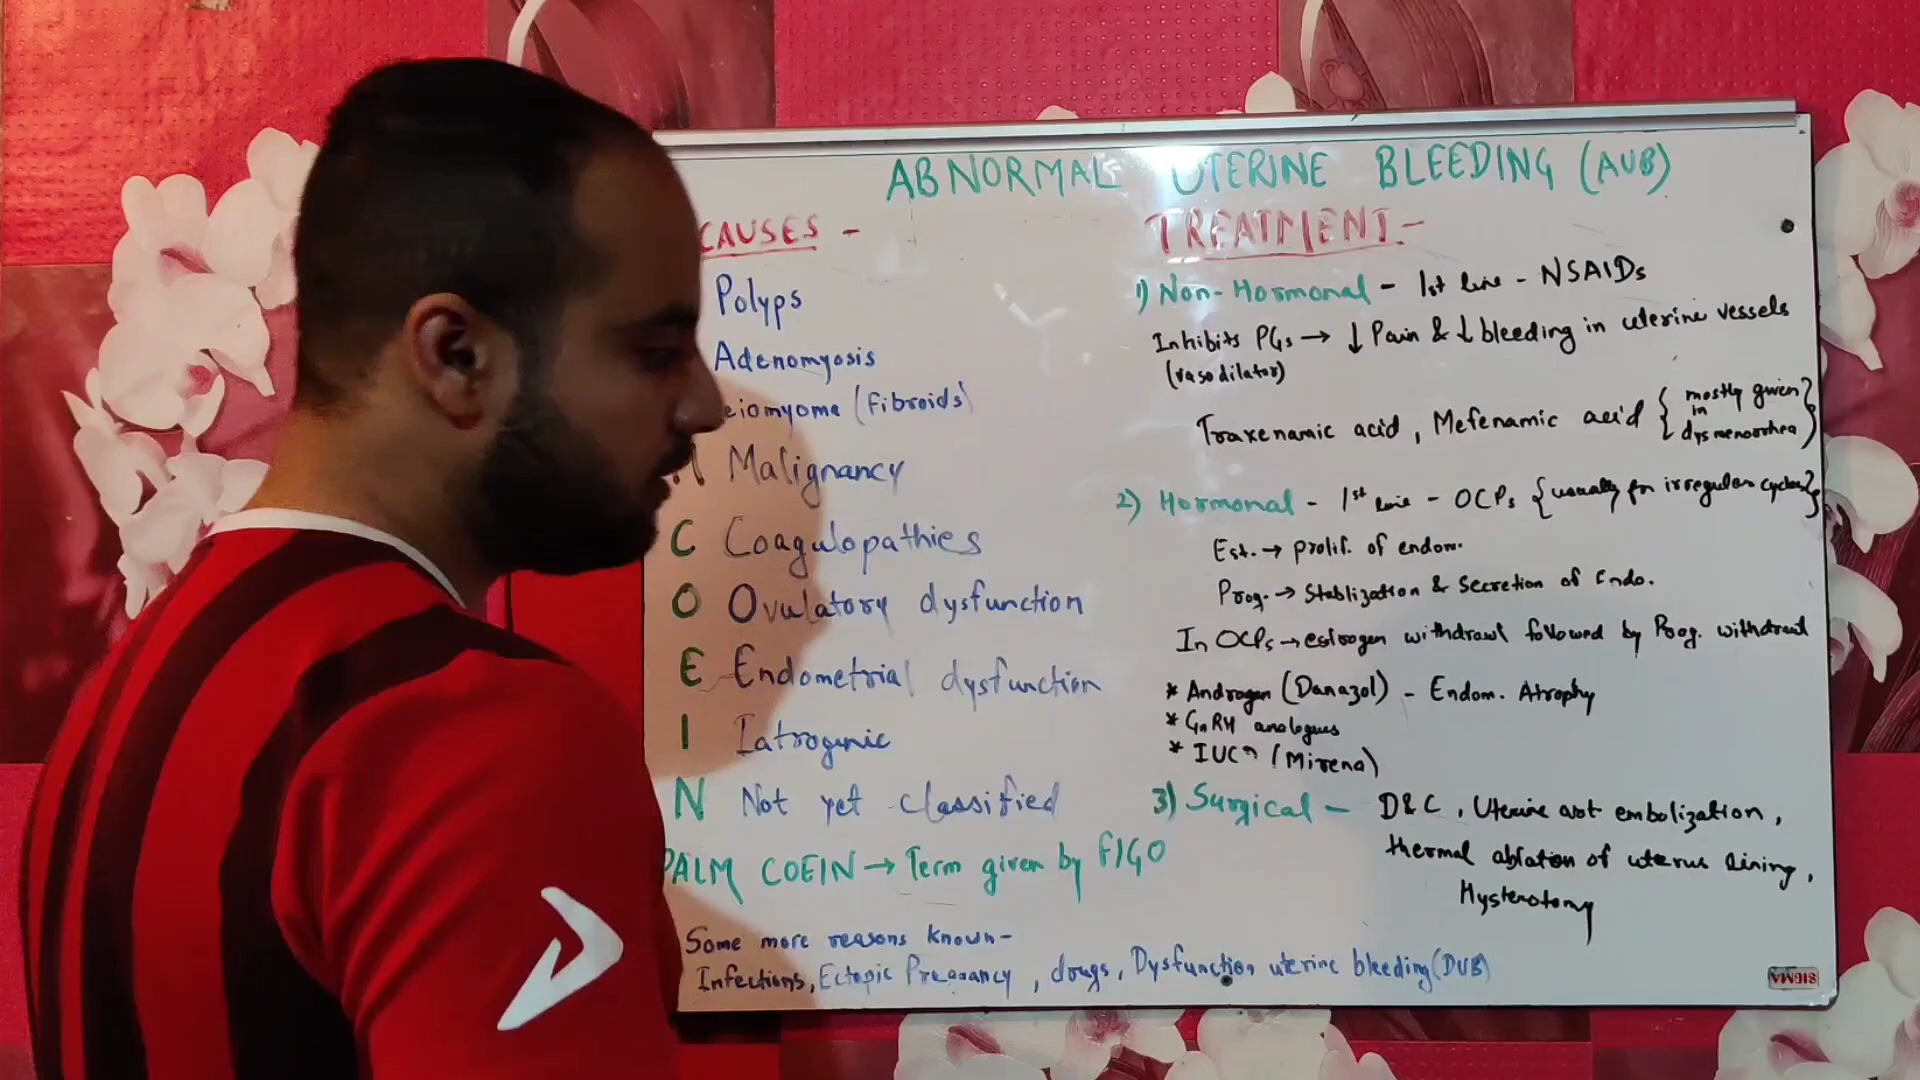 ABNORMAL UTERINE BLEEDING (AUB)
CAUSES -
Polyps
Adenomyosis
eiomyoma (Fibroids)
M Malignancy
C Coagulopathies
O Ovulatory dysfunction
E Endometrial dysfunction
I Iatrogenic
N Not yet classified
PALM COEIN → Term given by FIGO
Some more reasons known-
Infections, Ectopic Pregnancy, drugs, Dysfunction uterine bleeding (DUB)
TREATMENT -
1) Non-Hormonal - 1st line - NSAIDs
Inhibits PGs → ↓ Pain & ↓ bleeding in uterine vessels
(vasodilator)
Traxenamic acid, Mefenamic acid { mostly given in dysmenorrhea }
2) Hormonal - 1st line - OCPs { usually for irregular cycles }
Est. → prolif. of endom.
Prog. → Stablization & Secretion of Endo.
In OCPs → estrogen withdrawl followed by Prog. withdrawl
* Androgen (Danazol) - Endom. Atrophy
* GnRH analogues
* (Mirena)
3) Surgical - D&C, Uterine art embolization,
thermal ablation of uterus lining,
Hysterotomy
SIGMA